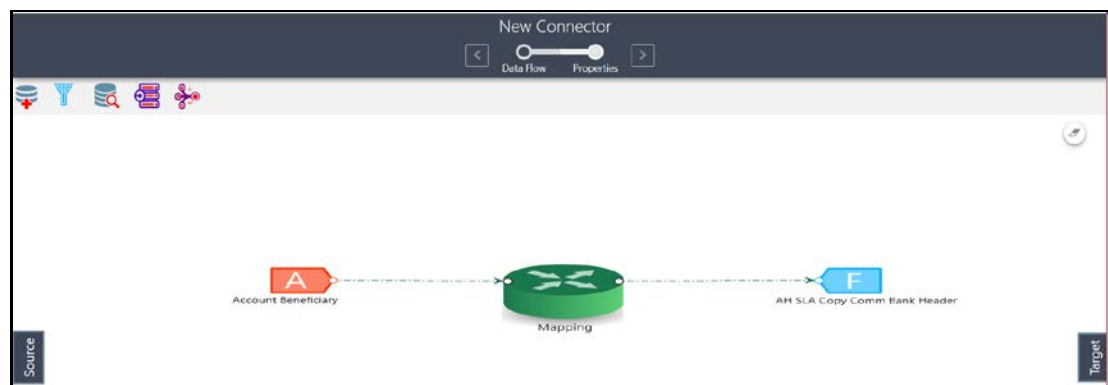 New Connector
< >
Data Flow Properties
A F
Account Beneficiary AH SLA Copy Comm Bank Header
Mapping
Source
Target